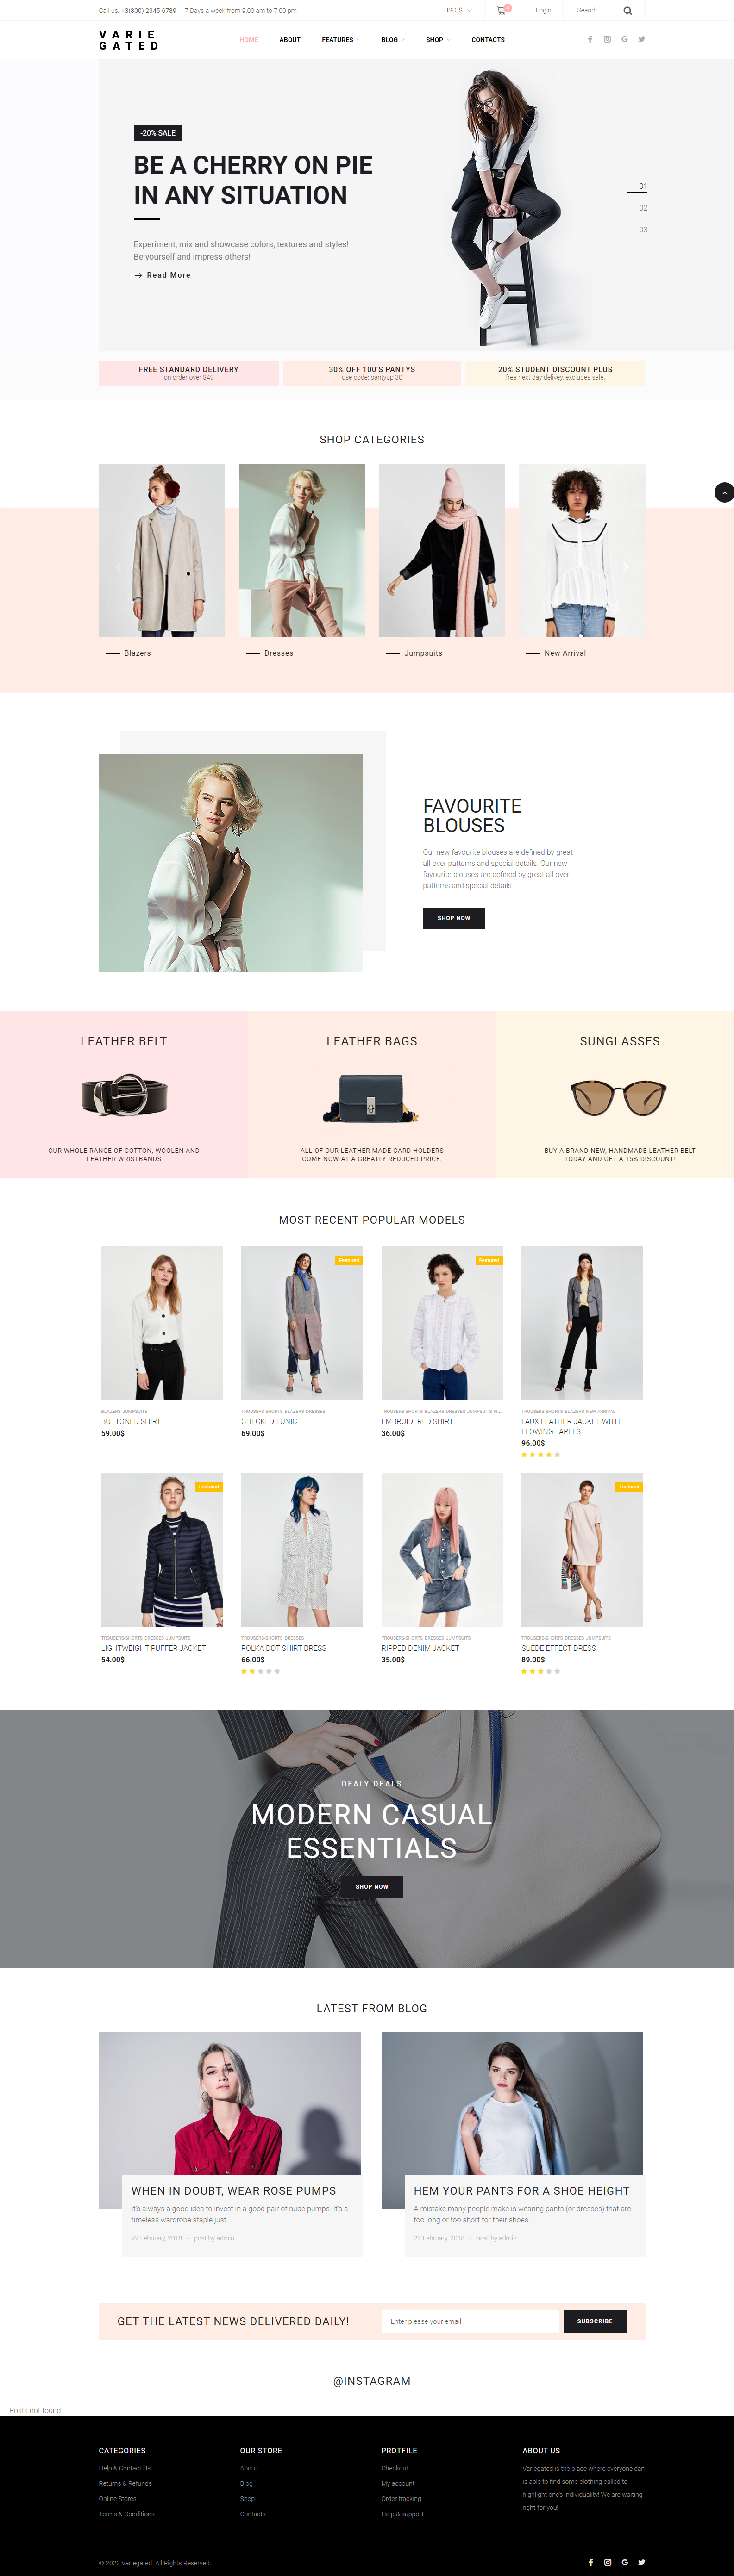 Call us: +3(800) 2345-6789 | 7 Days a week from 9:00 am to 7:00 pm
USD, $
0
Login
Search...
VARIE
GATED
HOME
ABOUT
FEATURES
BLOG
SHOP
CONTACTS
-20% SALE
BE A CHERRY ON PIE
IN ANY SITUATION
Experiment, mix and showcase colors, textures and styles!
Be yourself and impress others!
Read More
01
02
03
FREE STANDARD DELIVERY
on order over $49
30% OFF 100'S PANTYS
use code: pantyup 30
20% STUDENT DISCOUNT PLUS
free next day delivey, excludes sale.
SHOP CATEGORIES
Blazers
Dresses
Jumpsuits
New Arrival
FAVOURITE
BLOUSES
Our new favourite blouses are defined by great
all-over patterns and special details. Our new
favourite blouses are defined by great all-over
patterns and special details.
SHOP NOW
LEATHER BELT
OUR WHOLE RANGE OF COTTON, WOOLEN AND
LEATHER WRISTBANDS
LEATHER BAGS
ALL OF OUR LEATHER MADE CARD HOLDERS
COME NOW AT A GREATLY REDUCED PRICE.
SUNGLASSES
BUY A BRAND NEW, HANDMADE LEATHER BELT
TODAY AND GET A 15% DISCOUNT!
MOST RECENT POPULAR MODELS
BLAZERS JUMPSUITS
BUTTONED SHIRT
59.00$
Featured
TROUSERS-SHORTS BLAZERS DRESSES
CHECKED TUNIC
69.00$
Featured
TROUSERS-SHORTS BLAZERS DRESSES JUMPSUITS N...
EMBROIDERED SHIRT
36.00$
TROUSERS-SHORTS BLAZERS NEW-ARRIVAL
FAUX LEATHER JACKET WITH
FLOWING LAPELS
96.00$
Featured
TROUSERS-SHORTS DRESSES JUMPSUITS
LIGHTWEIGHT PUFFER JACKET
54.00$
TROUSERS-SHORTS DRESSES
POLKA DOT SHIRT DRESS
66.00$
TROUSERS-SHORTS DRESSES JUMPSUITS
RIPPED DENIM JACKET
35.00$
Featured
TROUSERS-SHORTS DRESSES JUMPSUITS
SUEDE EFFECT DRESS
89.00$
DEALY DEALS
MODERN CASUAL
ESSENTIALS
SHOP NOW
LATEST FROM BLOG
WHEN IN DOUBT, WEAR ROSE PUMPS
It's always a good idea to invest in a good pair of nude pumps. It's a
timeless wardrobe staple just...
22 February, 2018 - post by admin
HEM YOUR PANTS FOR A SHOE HEIGHT
A mistake many people make is wearing pants (or dresses) that are
too long or too short for their shoes....
22 February, 2018 - post by admin
GET THE LATEST NEWS DELIVERED DAILY!
Enter please your email
SUBSCRIBE
@INSTAGRAM
Posts not found
CATEGORIES
Help & Contact Us
Returns & Refunds
Online Stores
Terms & Conditions
OUR STORE
About
Blog
Shop
Contacts
PROTFILE
Checkout
My account
Order tracking
Help & support
ABOUT US
Variegated is the place where everyone can
is able to find some clothing called to
highlight one's individuality! We are waiting
right for you!
© 2022 Variegated. All Rights Reserved.